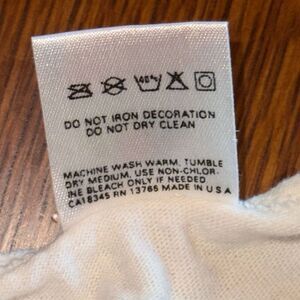 40°
DO NOT IRON DECORATION
DO NOT DRY CLEAN
MACHINE WASH WARM, TUMBLE
DRY MEDIUM, USE NON-CHLOR-
INE BLEACH ONLY IF NEEDED
CA18345 RN 13765 MADE IN U S A